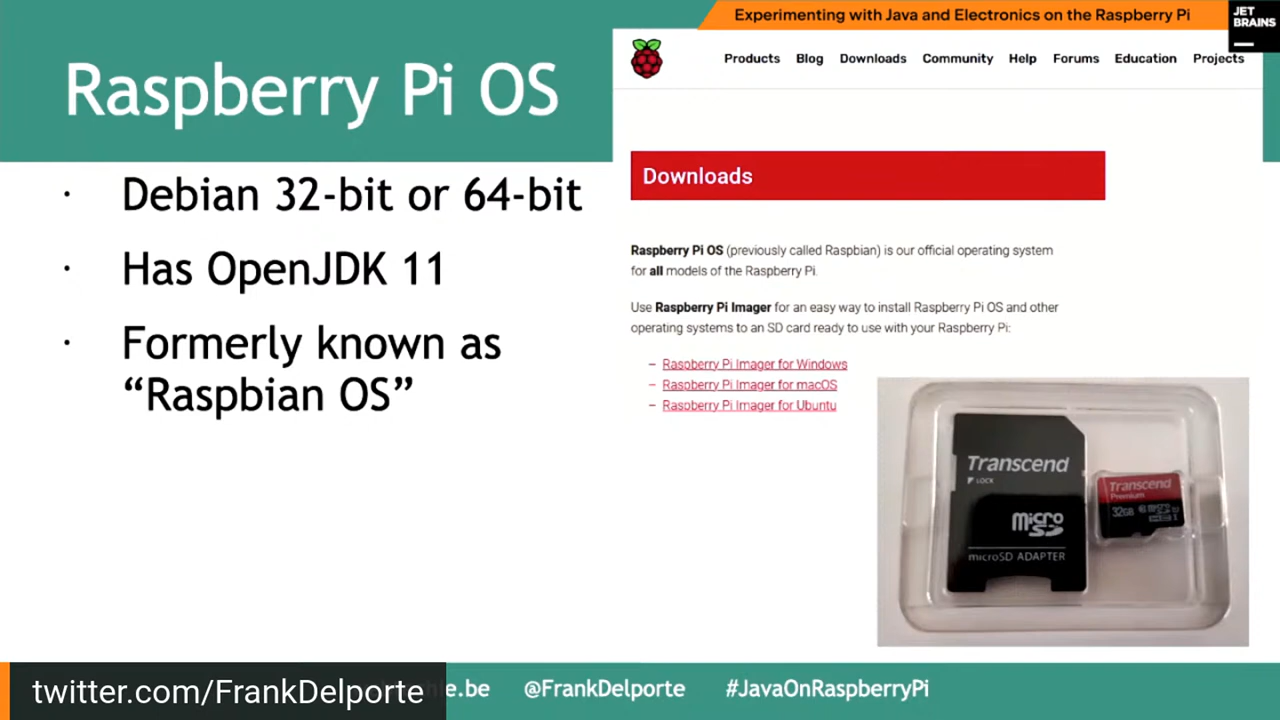 Experimenting with Java and Electronics on the Raspberry Pi
JET
BRAINS
Raspberry Pi OS
Products Blog Downloads Community Help Forums Education Projects
Downloads
· Debian 32-bit or 64-bit
· Has OpenJDK 11
· Formerly known as
“Raspbian OS”
Raspberry Pi OS (previously called Raspbian) is our official operating system
for all models of the Raspberry Pi.
Use Raspberry Pi Imager for an easy way to install Raspberry Pi OS and other
operating systems to an SD card ready to use with your Raspberry Pi:
– Raspberry Pi Imager for Windows
– Raspberry Pi Imager for macOS
– Raspberry Pi Imager for Ubuntu
Transcend
LOCK
micro
SD
microSD ADAPTER
Transcend
Premium
32GB
twitter.com/FrankDelporte
.be @FrankDelporte #JavaOnRaspberryPi